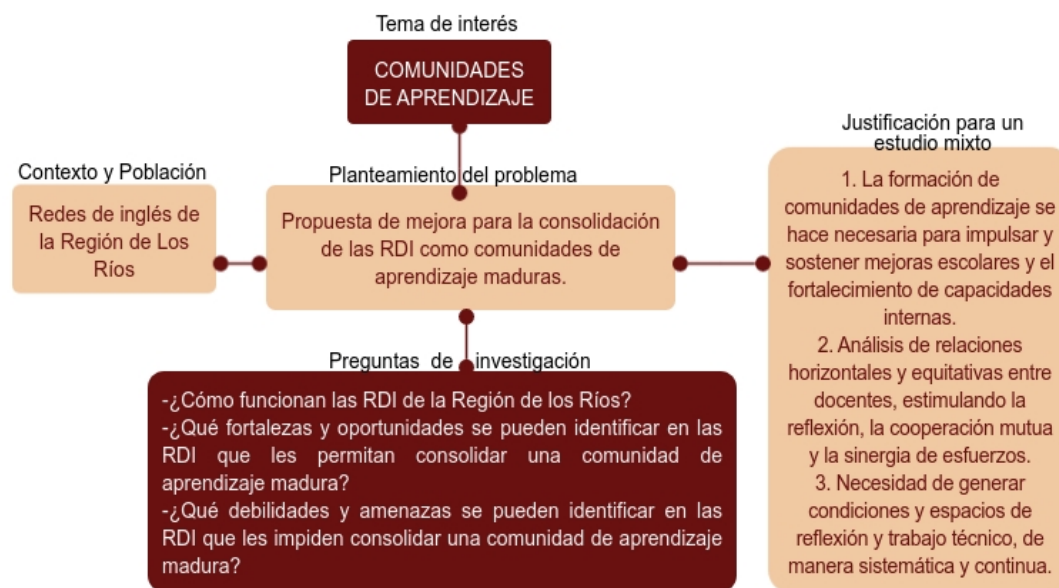 Tema de interés
COMUNIDADES
DE APRENDIZAJE
Contexto y Población
Redes de inglés de
la Región de Los
Ríos
Planteamiento del problema
Propuesta de mejora para la consolidación
de las RDI como comunidades de
aprendizaje maduras.
Justificación para un
estudio mixto
1. La formación de
comunidades de aprendizaje se
hace necesaria para impulsar y
sostener mejoras escolares y el
fortalecimiento de capacidades
internas.
2. Análisis de relaciones
horizontales y equitativas entre
docentes, estimulando la
reflexión, la cooperación mutua
y la sinergia de esfuerzos.
3. Necesidad de generar
condiciones y espacios de
reflexión y trabajo técnico, de
manera sistemática y continua.
Preguntas de investigación
-¿Cómo funcionan las RDI de la Región de los Ríos?
-¿Qué fortalezas y oportunidades se pueden identificar en las
RDI que les permitan consolidar una comunidad de
aprendizaje madura?
-¿Qué debilidades y amenazas se pueden identificar en las
RDI que les impiden consolidar una comunidad de aprendizaje
madura?